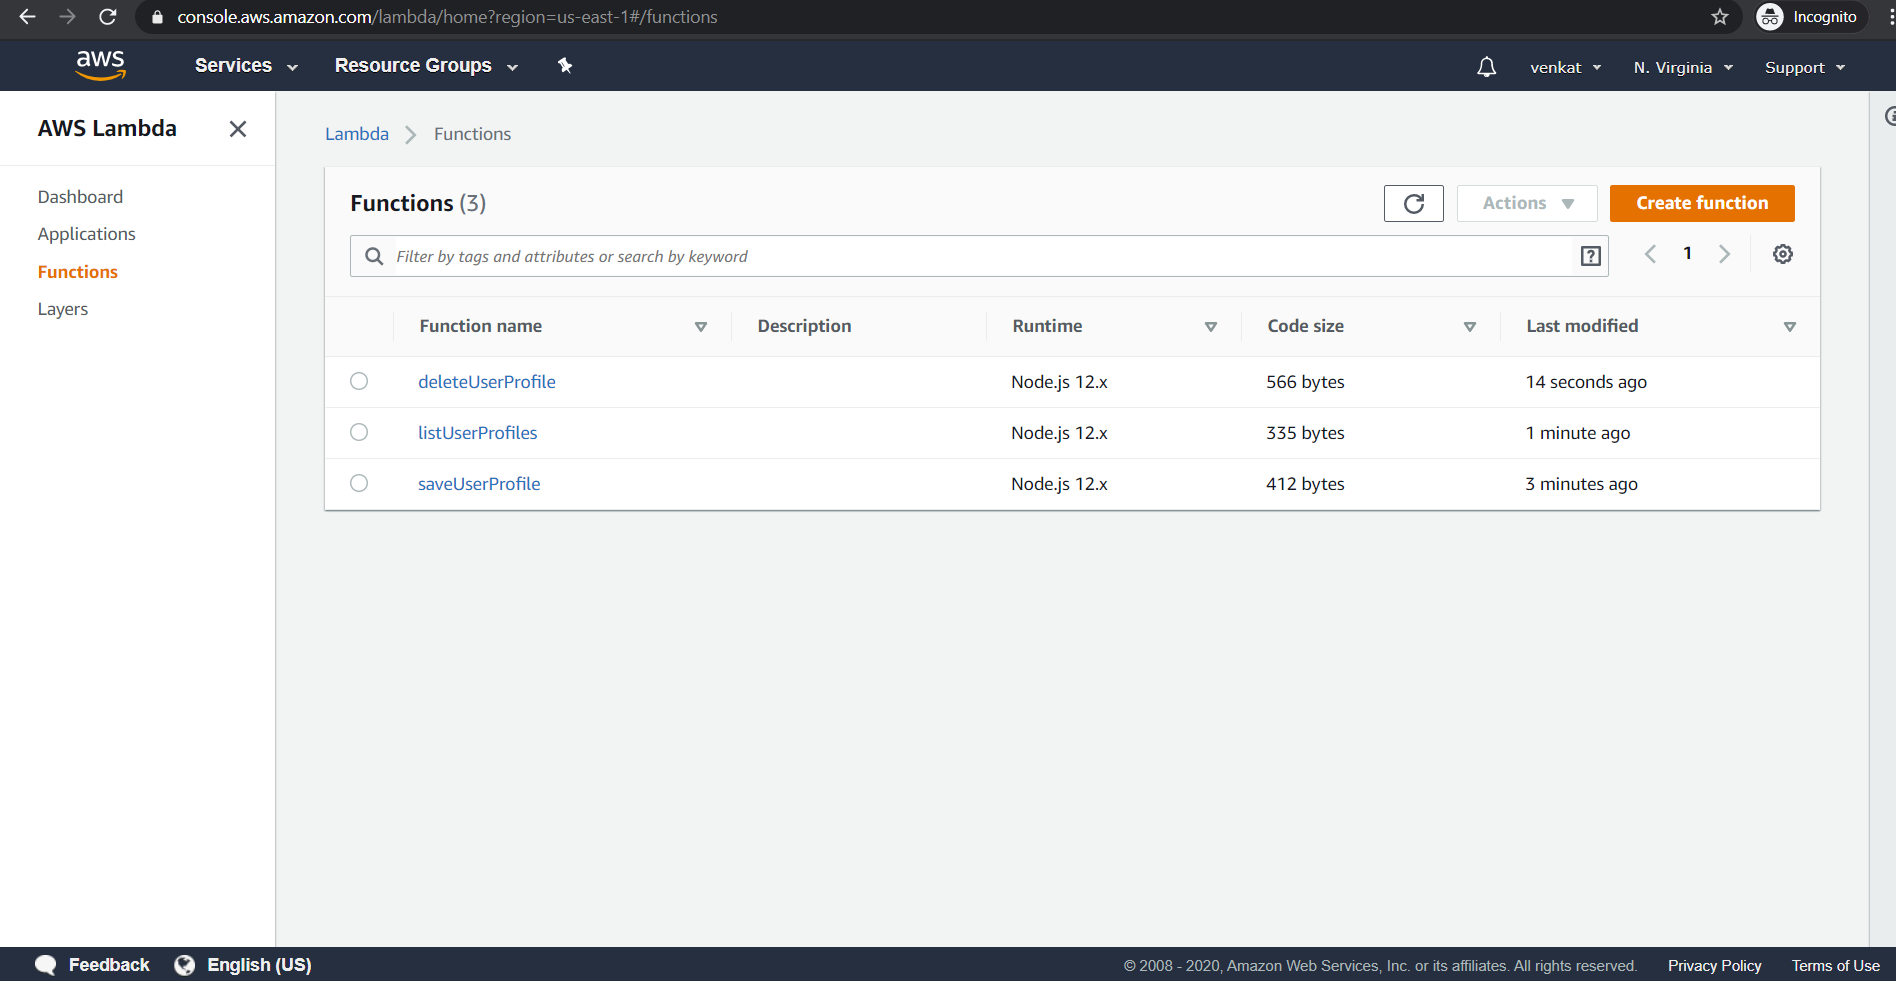 console.aws.amazon.com/lambda/home?region=us-east-1#/functions
Incognito
aws
Services
Resource Groups
venkat
N. Virginia
Support
AWS Lambda
Dashboard
Applications
Functions
Layers
Lambda
Functions
Functions (3)
Actions
Create function
Filter by tags and attributes or search by keyword
?
1
Function name Description Runtime Code size Last modified
deleteUserProfile Node.js 12.x 566 bytes 14 seconds ago
listUserProfiles Node.js 12.x 335 bytes 1 minute ago
saveUserProfile Node.js 12.x 412 bytes 3 minutes ago
Feedback
English (US)
© 2008 - 2020, Amazon Web Services, Inc. or its affiliates. All rights reserved.
Privacy Policy
Terms of Use